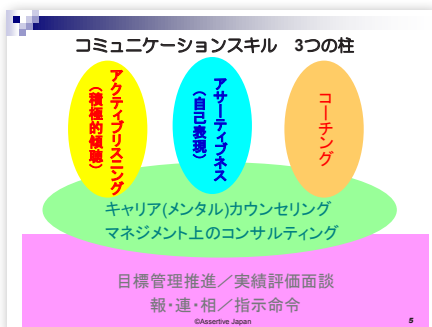 コミュニケーションスキル　3つの柱
アクティブリスニング
（積極的傾聴）
アサーティブネス
（自己表現）
コーチング
キャリア(メンタル)カウンセリング
マネジメント上のコンサルティング
目標管理推進／実績評価面談
報・連・相／指示命令
©Assertive Japan
5